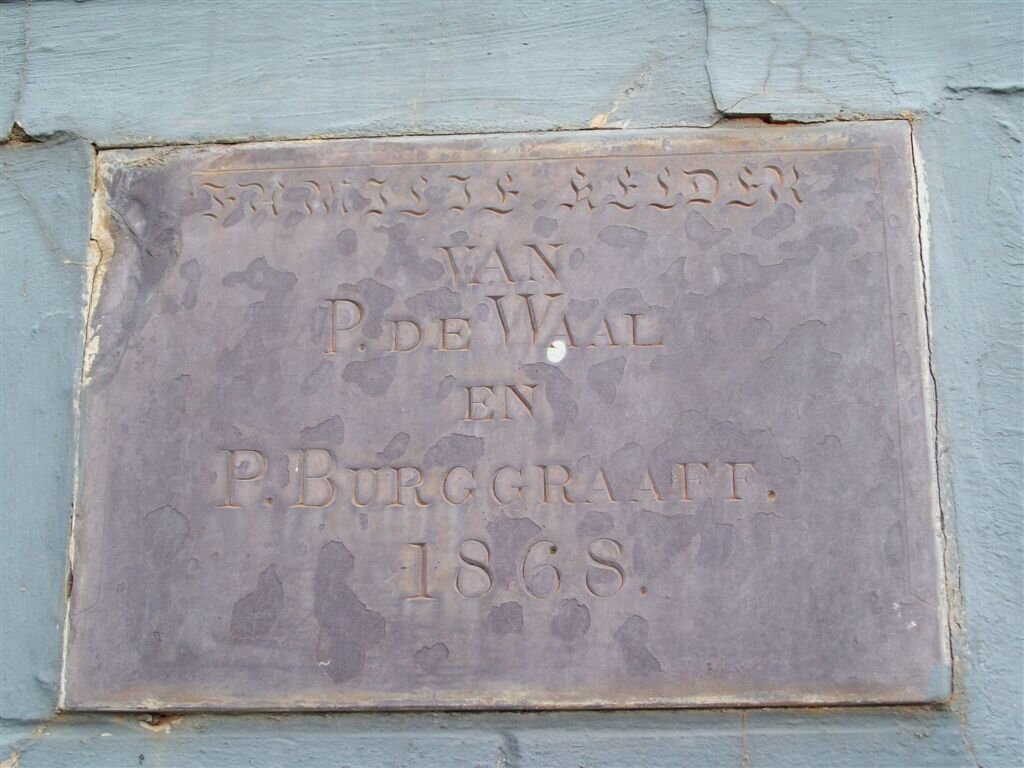 FAMILIE KELDER
VAN
P. DE WAAL
EN
P. BURGGRAAFF.
1868.